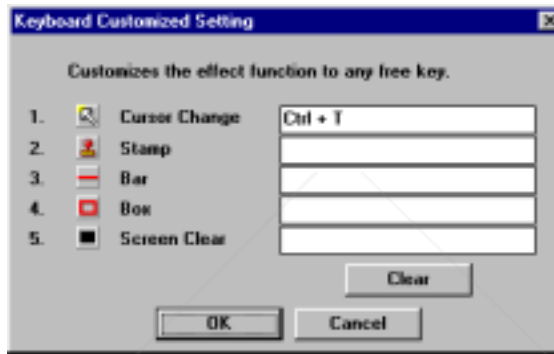 Keyboard Customized Setting
Customizes the effect function to any free key.
1. Cursor Change Ctrl + T
2. Stamp
3. Bar
4. Box
5. Screen Clear
Clear
OK Cancel